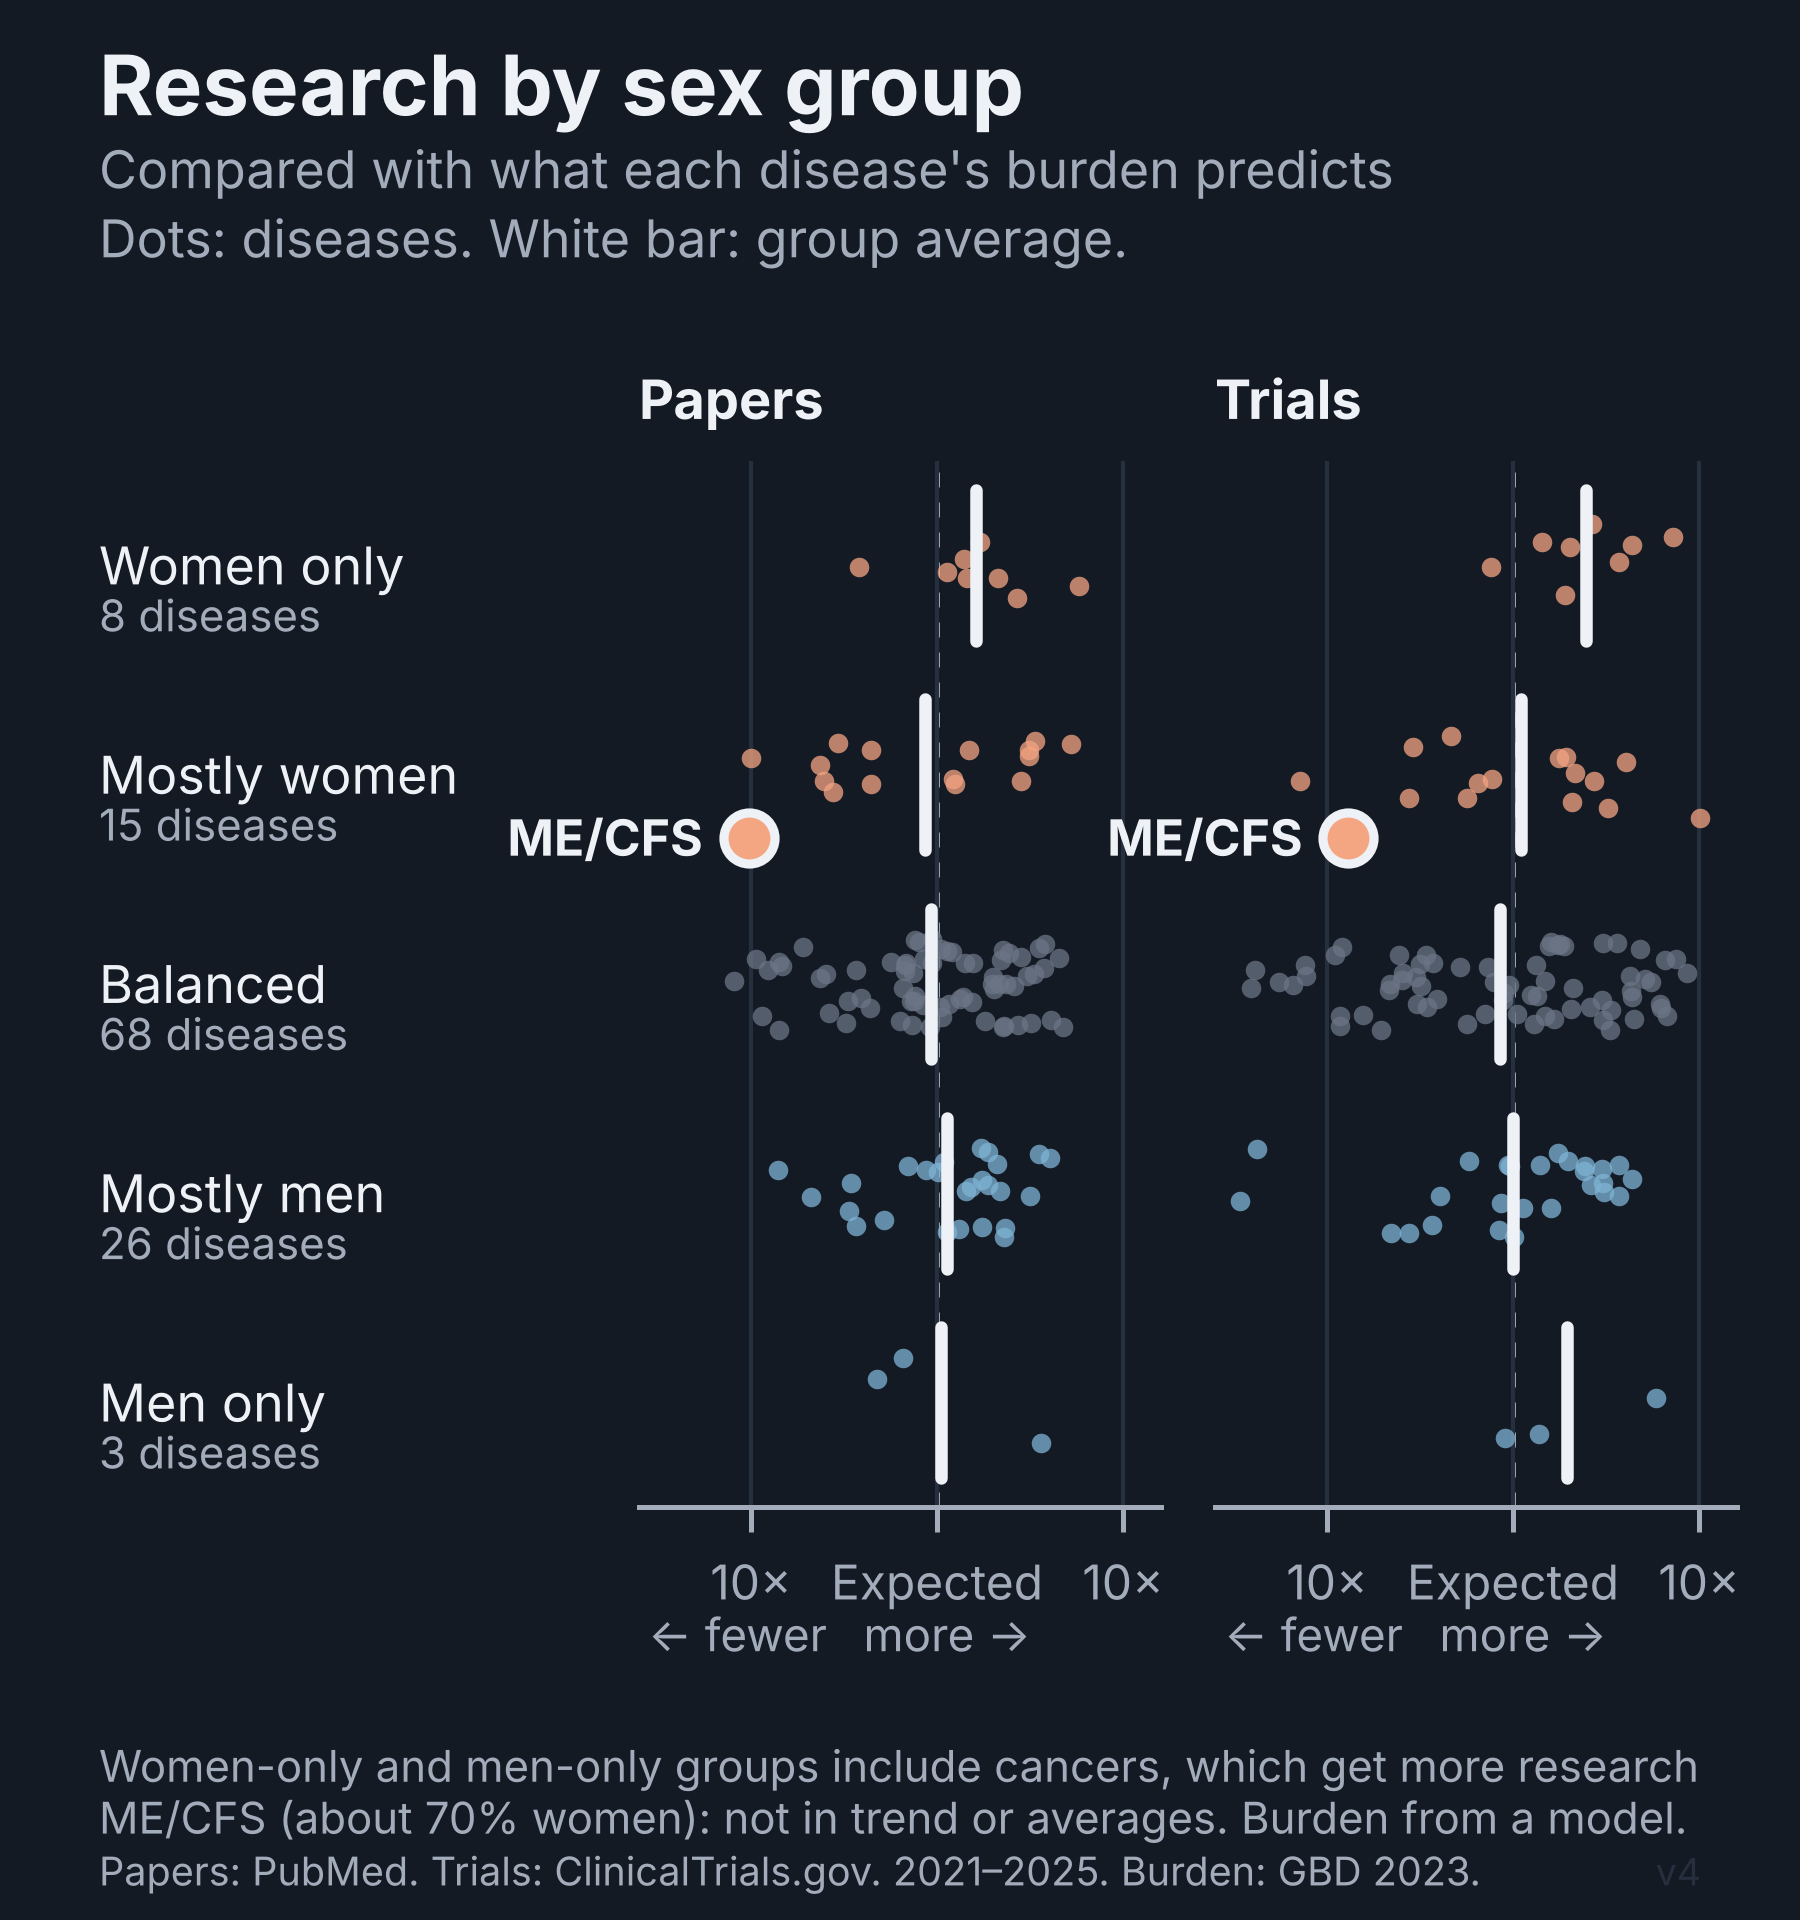 Research by sex group
Compared with what each disease's burden predicts
Dots: diseases. White bar: group average.
Papers
Trials
Women only
8 diseases
Mostly women
15 diseases
ME/CFS
ME/CFS
Balanced
68 diseases
Mostly men
26 diseases
Men only
3 diseases
10× Expected 10×
← fewer more →
10× Expected 10×
← fewer more →
Women-only and men-only groups include cancers, which get more research
ME/CFS (about 70% women): not in trend or averages. Burden from a model.
Papers: PubMed. Trials: ClinicalTrials.gov. 2021–2025. Burden: GBD 2023.
v4